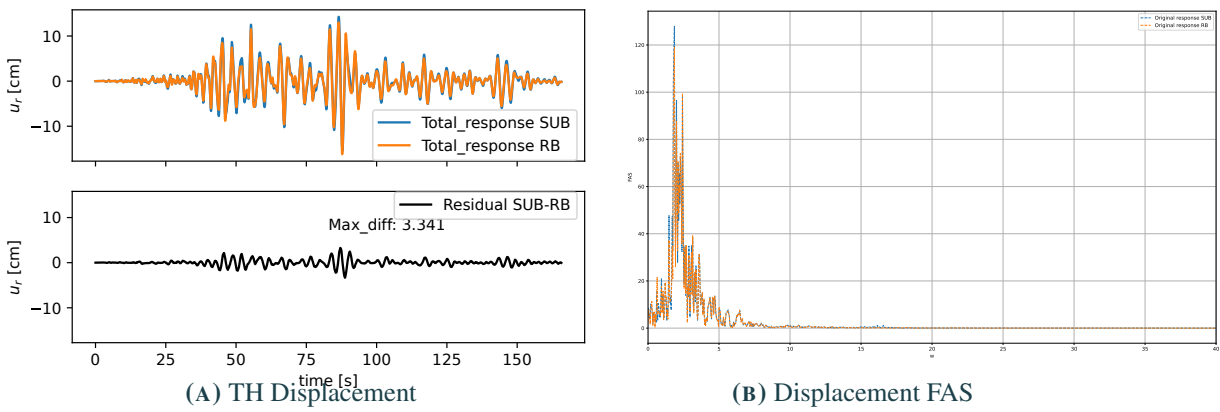 10
0
−10
u_r [cm]
Total_response SUB
Total_response RB
10
0
−10
u_r [cm]
Residual SUB-RB
Max_diff: 3.341
0
25
50
75
100
125
150
time [s]
(A) TH Displacement
Original response SUB
Original response RB
120
100
80
60
40
20
0
FAS
0
5
10
15
20
25
30
35
40
w
(B) Displacement FAS